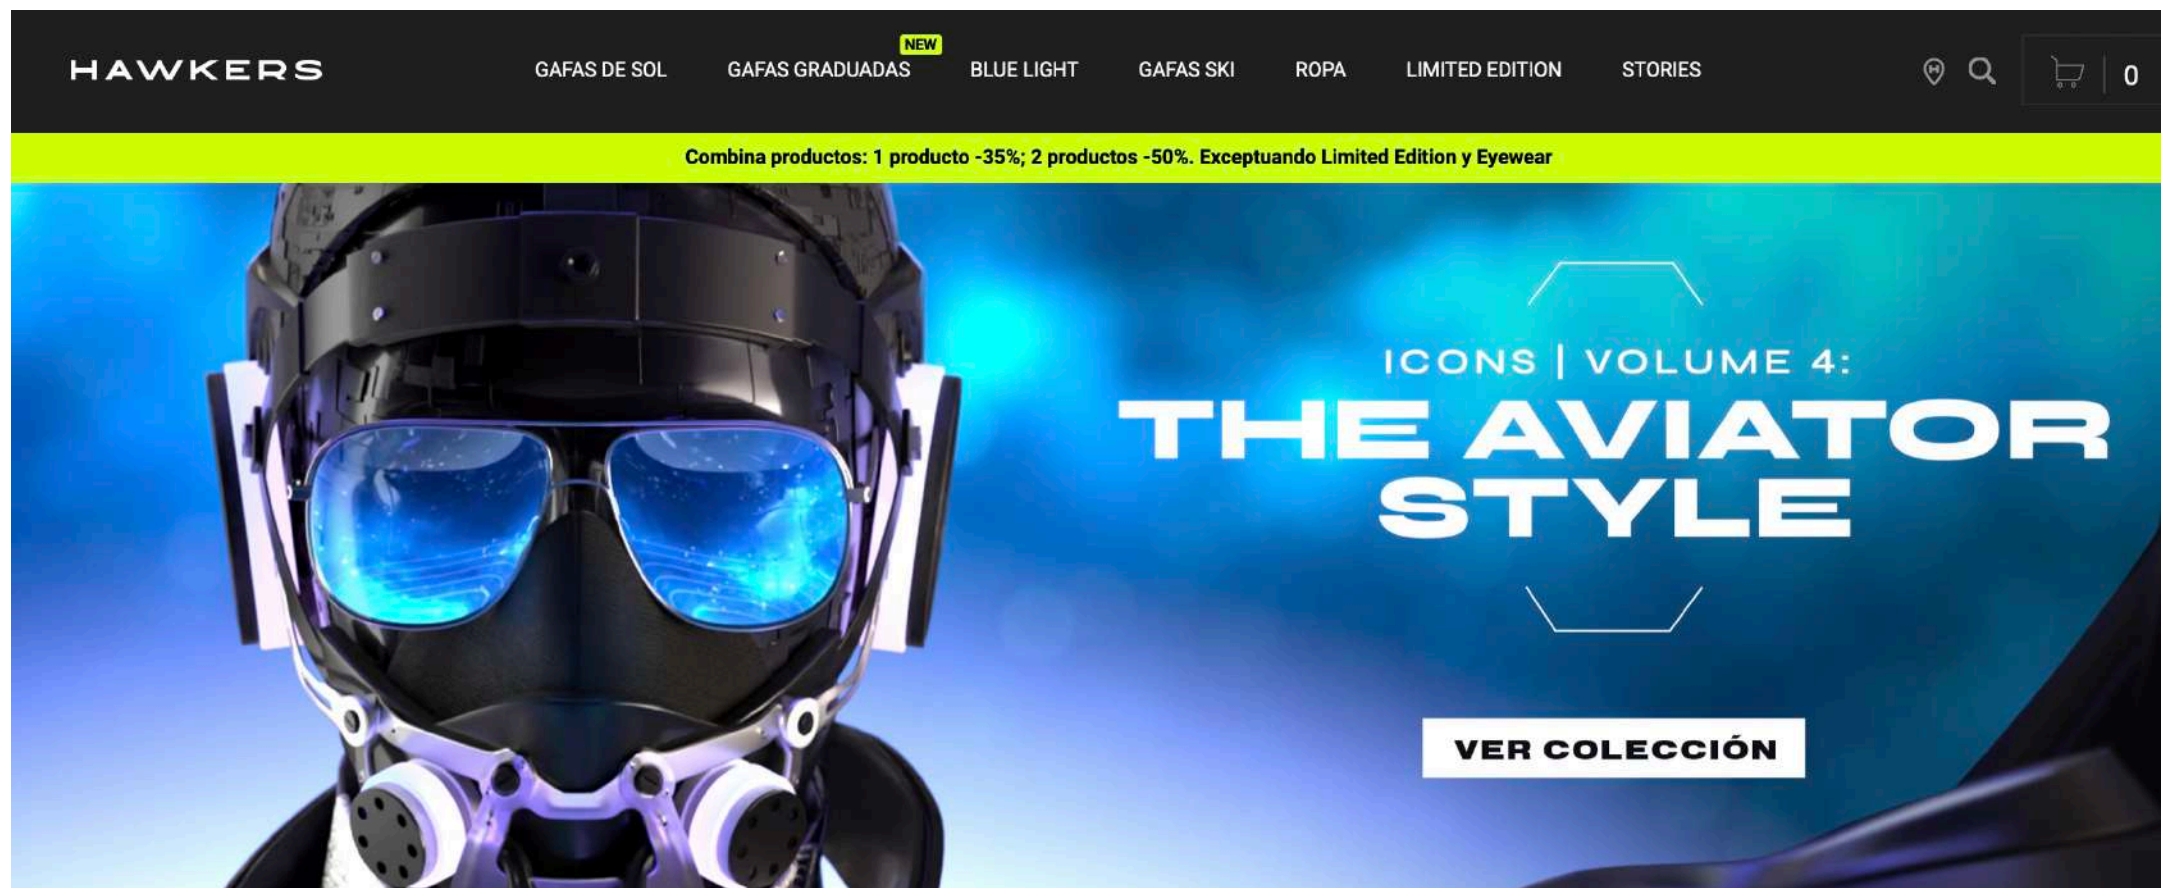 HAWKERS
GAFAS DE SOL
GAFAS GRADUADAS
NEW
BLUE LIGHT
GAFAS SKI
ROPA
LIMITED EDITION
STORIES
H
0
Combina productos: 1 producto -35%; 2 productos -50%. Exceptuando Limited Edition y Eyewear
ICONS | VOLUME 4:
THE AVIATOR
STYLE
VER COLECCIÓN